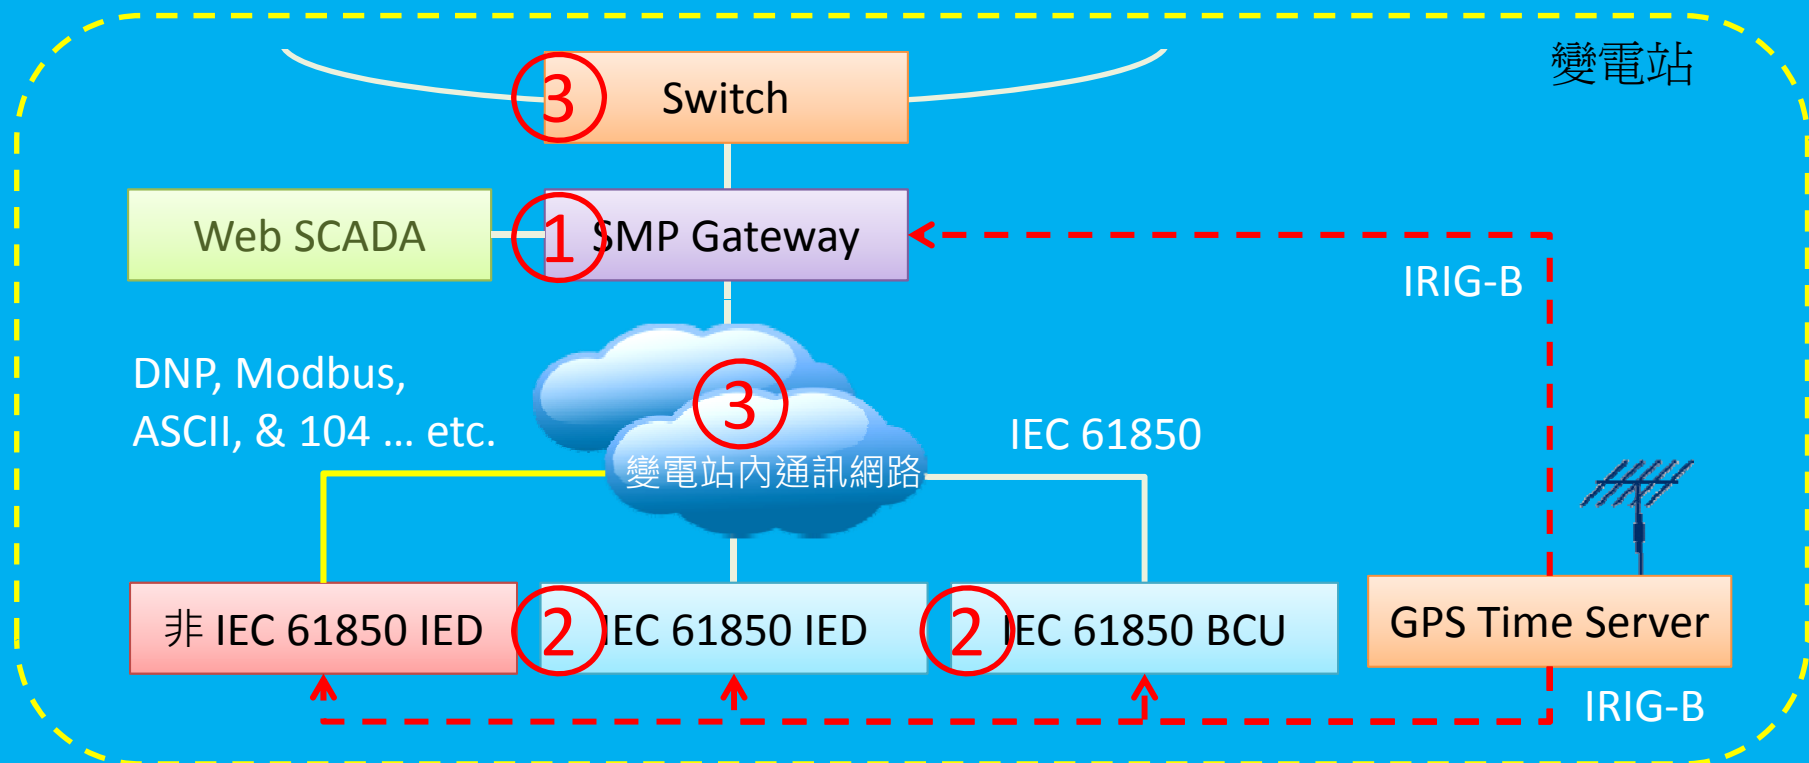 變電站
③ Switch
Web SCADA
① SMP Gateway
IRIG-B
DNP, Modbus,
ASCII, & 104 ... etc.
③
IEC 61850
變電站內通訊網路
非 IEC 61850 IED
② IEC 61850 IED
② IEC 61850 BCU
GPS Time Server
IRIG-B